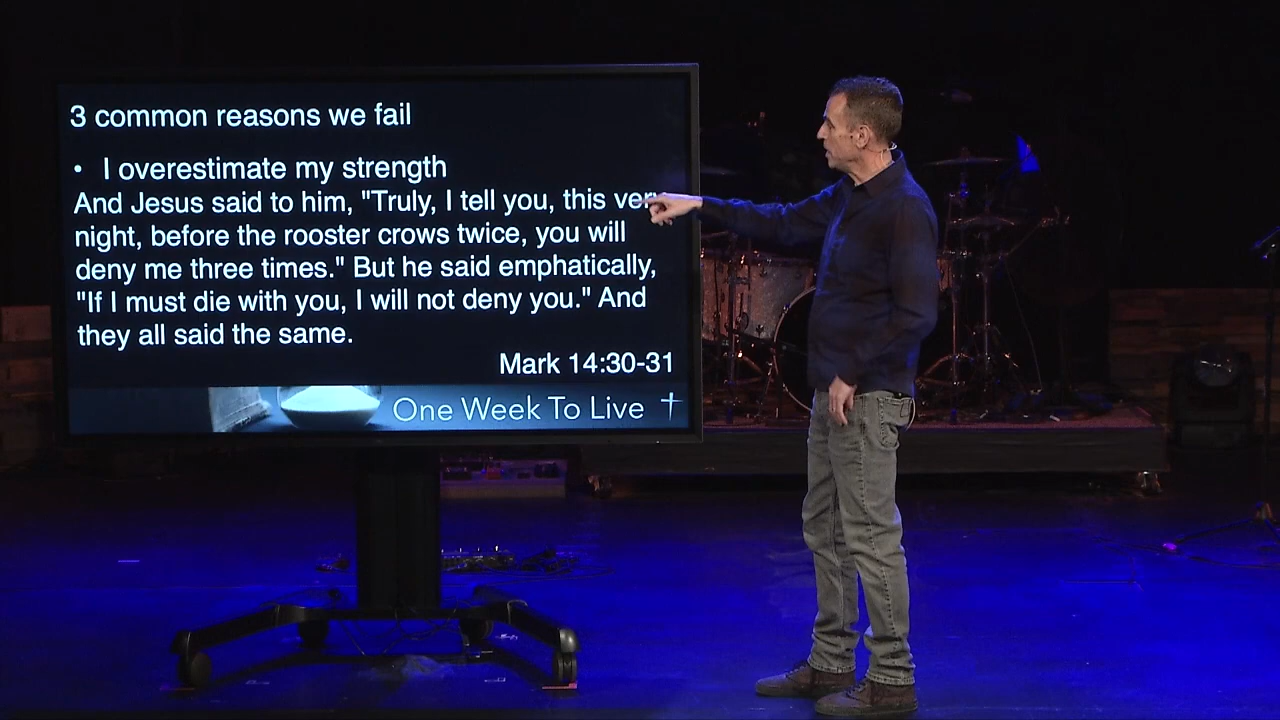 3 common reasons we fail
• I overestimate my strength
And Jesus said to him, "Truly, I tell you, this very
night, before the rooster crows twice, you will
deny me three times." But he said emphatically,
"If I must die with you, I will not deny you." And
they all said the same.
Mark 14:30-31
One Week To Live